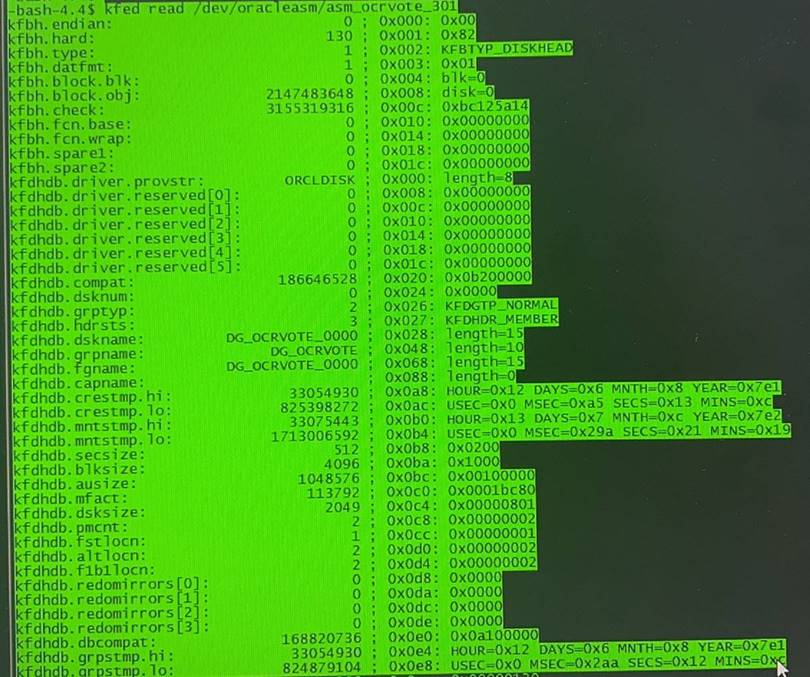 -bash-4.4$ kfed read /dev/oracleasm/asm_ocrvote_301
kfbh.endian: 0 ; 0x000: 0x00
kfbh.hard: 130 ; 0x001: 0x82
kfbh.type: 1 ; 0x002: KFBTYP_DISKHEAD
kfbh.datfmt: 1 ; 0x003: 0x01
kfbh.block.blk: 0 ; 0x004: blk=0
kfbh.block.obj: 2147483648 ; 0x008: disk=0
kfbh.check: 3155319316 ; 0x00c: 0xbc125a14
kfbh.fcn.base: 0 ; 0x010: 0x00000000
kfbh.fcn.wrap: 0 ; 0x014: 0x00000000
kfbh.spare1: 0 ; 0x018: 0x00000000
kfbh.spare2: 0 ; 0x01c: 0x00000000
kfdhdb.driver.provstr: ORCLDISK ; 0x000: length=8
kfdhdb.driver.reserved[0]: 0 ; 0x008: 0x00000000
kfdhdb.driver.reserved[1]: 0 ; 0x00c: 0x00000000
kfdhdb.driver.reserved[2]: 0 ; 0x010: 0x00000000
kfdhdb.driver.reserved[3]: 0 ; 0x014: 0x00000000
kfdhdb.driver.reserved[4]: 0 ; 0x018: 0x00000000
kfdhdb.driver.reserved[5]: 0 ; 0x01c: 0x00000000
kfdhdb.compat: 186646528 ; 0x020: 0x0b200000
kfdhdb.dsknum: 0 ; 0x024: 0x0000
kfdhdb.grptyp: 2 ; 0x026: KFDGTP_NORMAL
kfdhdb.hdrsts: 3 ; 0x027: KFDHDR_MEMBER
kfdhdb.dskname: DG_OCRVOTE_0000 ; 0x028: length=15
kfdhdb.grpname: DG_OCRVOTE ; 0x048: length=10
kfdhdb.fgname: DG_OCRVOTE_0000 ; 0x068: length=15
kfdhdb.capname: ; 0x088: length=0
kfdhdb.crestmp.hi: 33054930 ; 0x0a8: HOUR=0x12 DAYS=0x6 MNTH=0x8 YEAR=0x7e1
kfdhdb.crestmp.lo: 825398272 ; 0x0ac: USEC=0x0 MSEC=0xa5 SECS=0x13 MINS=0xc
kfdhdb.mntstmp.hi: 33075443 ; 0x0b0: HOUR=0x13 DAYS=0x7 MNTH=0xc YEAR=0x7e2
kfdhdb.mntstmp.lo: 1713006592 ; 0x0b4: USEC=0x0 MSEC=0x29a SECS=0x21 MINS=0x19
kfdhdb.secsize: 512 ; 0x0b8: 0x0200
kfdhdb.blksize: 4096 ; 0x0ba: 0x1000
kfdhdb.ausize: 1048576 ; 0x0bc: 0x00100000
kfdhdb.mfact: 113792 ; 0x0c0: 0x0001bc80
kfdhdb.dsksize: 2049 ; 0x0c4: 0x00000801
kfdhdb.pmcnt: 2 ; 0x0c8: 0x00000002
kfdhdb.fstlocn: 1 ; 0x0cc: 0x00000001
kfdhdb.altlocn: 2 ; 0x0d0: 0x00000002
kfdhdb.f1b1locn: 2 ; 0x0d4: 0x00000002
kfdhdb.redomirrors[0]: 0 ; 0x0d8: 0x0000
kfdhdb.redomirrors[1]: 0 ; 0x0da: 0x0000
kfdhdb.redomirrors[2]: 0 ; 0x0dc: 0x0000
kfdhdb.redomirrors[3]: 0 ; 0x0de: 0x0000
kfdhdb.dbcompat: 168820736 ; 0x0e0: 0x0a100000
kfdhdb.grpstmp.hi: 33054930 ; 0x0e4: HOUR=0x12 DAYS=0x6 MNTH=0x8 YEAR=0x7e1
kfdhdb.grpstmp.lo: 824879104 ; 0x0e8: USEC=0x0 MSEC=0x2aa SECS=0x12 MINS=0xc